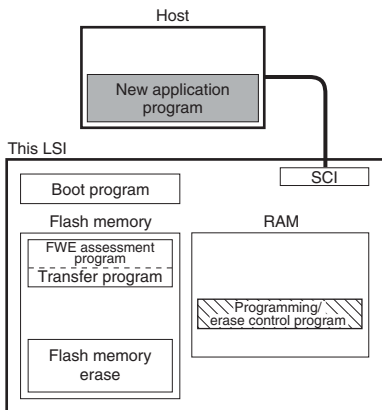 Host
New application
program
This LSI
SCI
Boot program
Flash memory
RAM
FWE assessment
program
Transfer program
Programming/
erase control program
Flash memory
erase